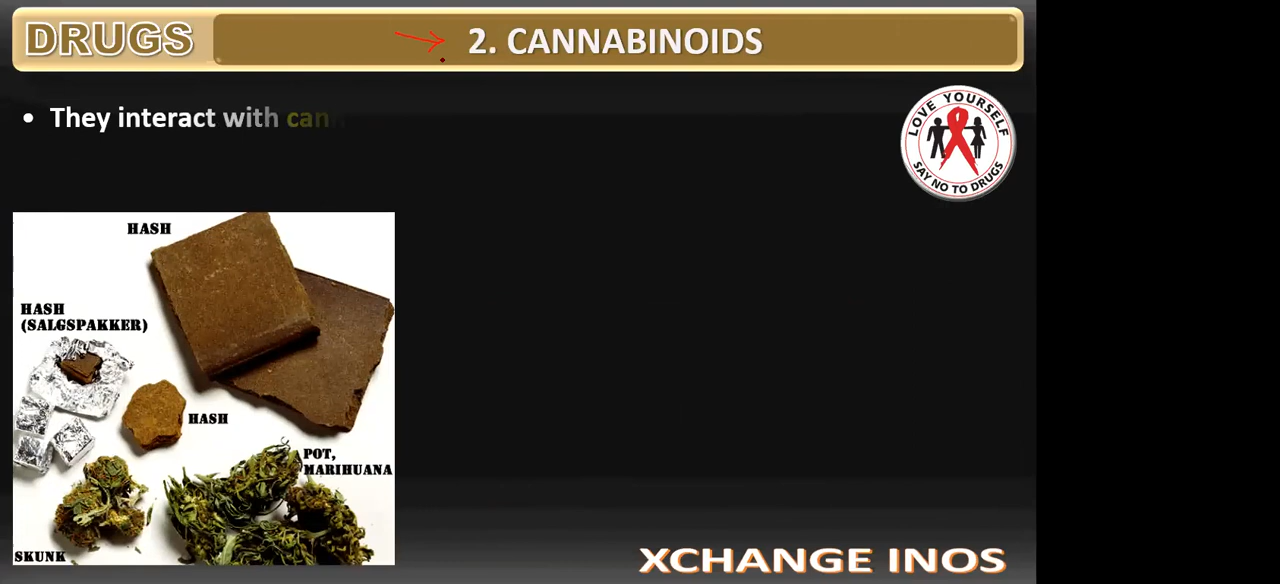 DRUGS
2. CANNABINOIDS
• They interact with can
LOVE YOURSELF
SAY NO TO DRUGS
HASH
HASH
(SALGSPAKKER)
HASH
POT,
MARIHUANA
SKUNK
XCHANGE INOS